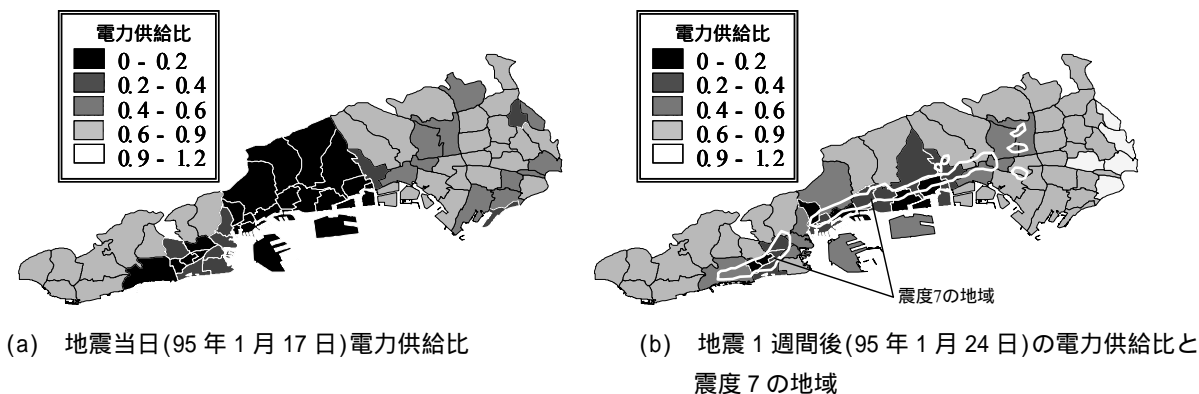 電力供給比
0 - 0.2
0.2 - 0.4
0.4 - 0.6
0.6 - 0.9
0.9 - 1.2
電力供給比
0 - 0.2
0.2 - 0.4
0.4 - 0.6
0.6 - 0.9
0.9 - 1.2
震度7の地域
(a) 地震当日(95 年 1 月 17 日)電力供給比
(b) 地震 1 週間後(95 年 1 月 24 日)の電力供給比と
震度 7 の地域